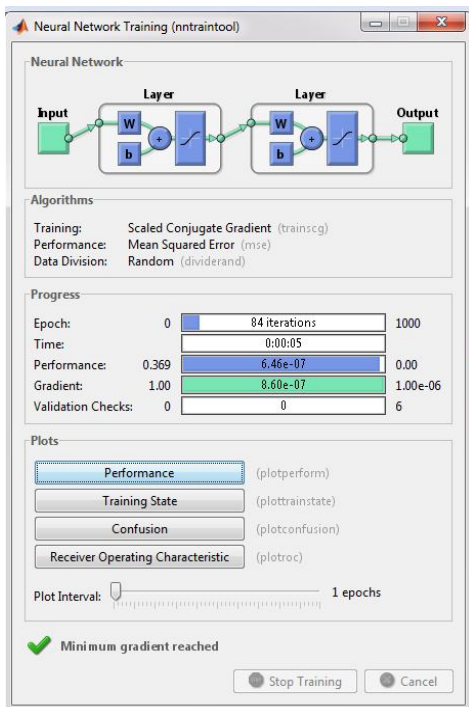 Neural Network Training (nntraintool)
Neural Network
Layer Layer
Input Output
W W
b b
+ +
Algorithms
Training: Scaled Conjugate Gradient (trainscg)
Performance: Mean Squared Error (mse)
Data Division: Random (dividerand)
Progress
Epoch: 0 84 iterations 1000
Time: 0:00:05
Performance: 0.369 6.46e-07 0.00
Gradient: 1.00 8.60e-07 1.00e-06
Validation Checks: 0 0 6
Plots
Performance (plotperform)
Training State (plottrainstate)
Confusion (plotconfusion)
Receiver Operating Characteristic (plotroc)
Plot Interval: 1 epochs
Minimum gradient reached
Stop Training Cancel